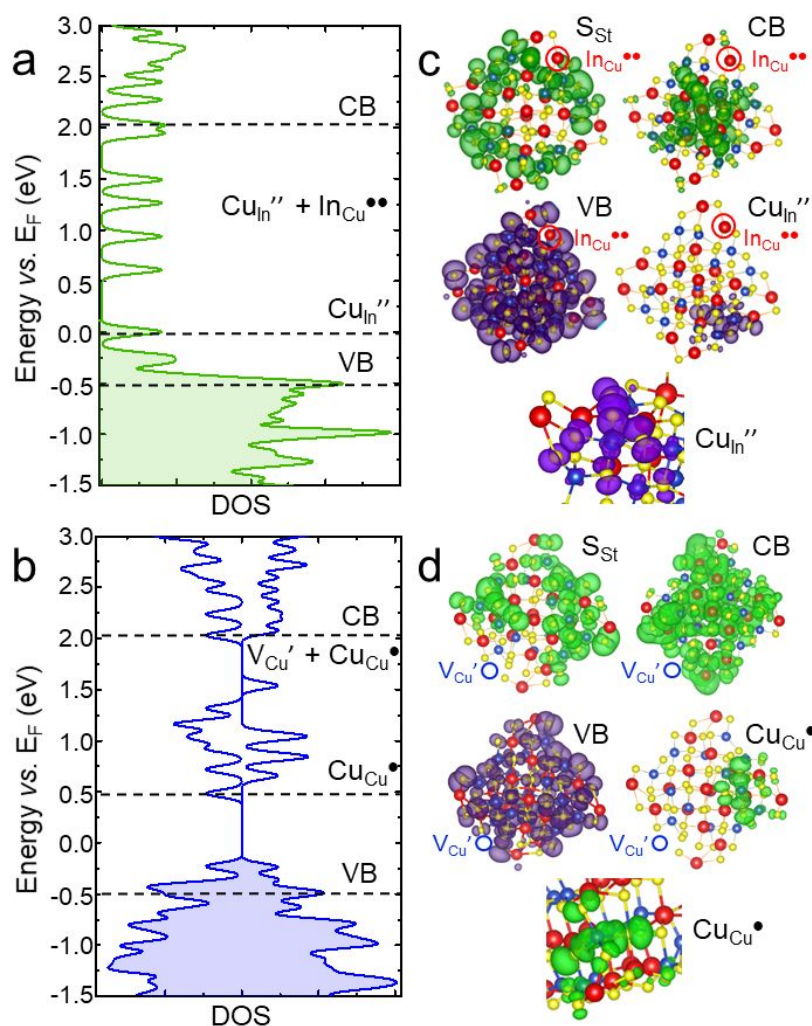 a
3.0
2.5
2.0
1.5
1.0
0.5
0.0
-0.5
-1.0
-1.5
Energy vs. E_F (eV)
CB
Cu_In'' + In_Cu••
Cu_In''
VB
DOS
b
3.0
2.5
2.0
1.5
1.0
0.5
0.0
-0.5
-1.0
-1.5
Energy vs. E_F (eV)
CB
V_Cu' + Cu_Cu•
Cu_Cu•
VB
DOS
c
S_St
In_Cu••
CB
In_Cu••
VB
In_Cu••
Cu_In''
In_Cu••
Cu_In''
d
S_St
V_Cu'
CB
V_Cu'
VB
V_Cu'
Cu_Cu•
V_Cu'
Cu_Cu•